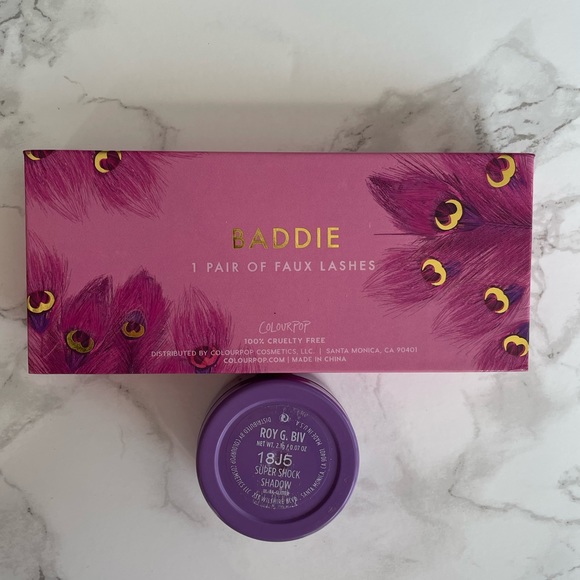 BADDIE
1 PAIR OF FAUX LASHES
COLOURPOP
100% CRUELTY FREE
DISTRIBUTED BY COLOURPOP COSMETICS, LLC. | SANTA MONICA, CA 90401
COLOURPOP.COM | MADE IN CHINA
ROY G. BIV
NET WT. 0.07 OZ
18J5
SUPER SHOCK
SHADOW